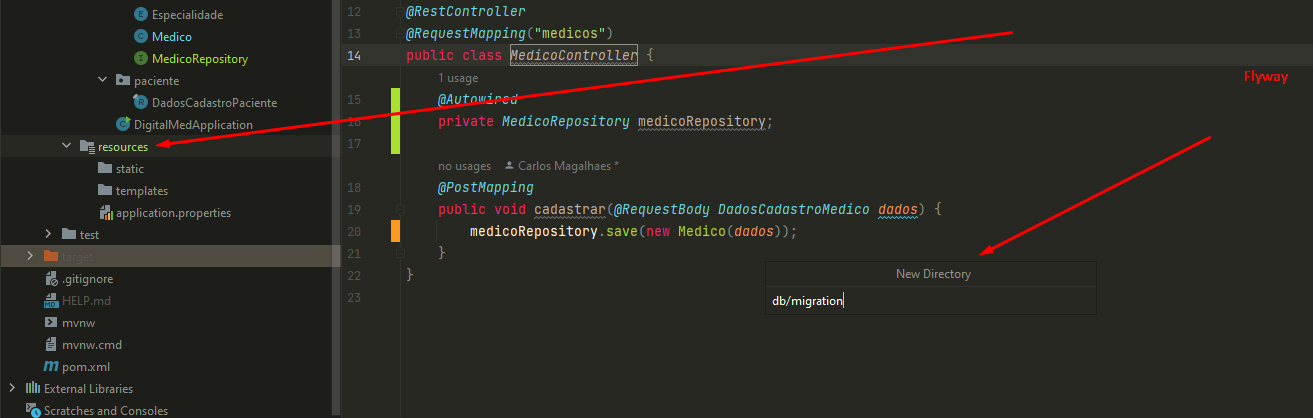 Especialidade
Medico
MedicoRepository
paciente
DadosCadastroPaciente
DigitalMedApplication
resources
static
templates
application.properties
test
target
.gitignore
HELP.md
mvnw
mvnw.cmd
pom.xml
External Libraries
Scratches and Consoles
12 @RestController
13 @RequestMapping("medicos")
14 public class MedicoController {
1 usage
15 @Autowired
16 private MedicoRepository medicoRepository;
17
no usages Carlos Magalhaes *
18 @PostMapping
19 public void cadastrar(@RequestBody DadosCadastroMedico dados) {
20 medicoRepository.save(new Medico(dados));
21 }
22 }
23
Flyway
New Directory
db/migration